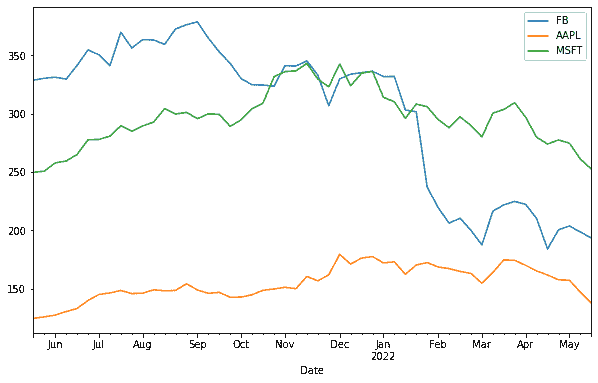 FB
AAPL
MSFT
350
300
250
200
150
Jun Jul Aug Sep Oct Nov Dec Jan Feb Mar Apr May
2022
Date